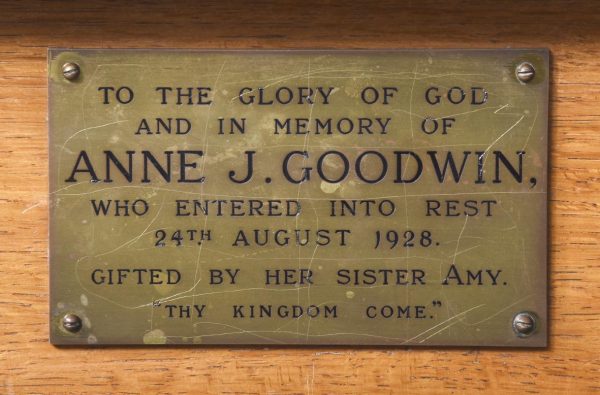 TO THE GLORY OF GOD
AND IN MEMORY OF
ANNE J. GOODWIN,
WHO ENTERED INTO REST
24TH AUGUST 1928.
GIFTED BY HER SISTER AMY.
"THY KINGDOM COME."